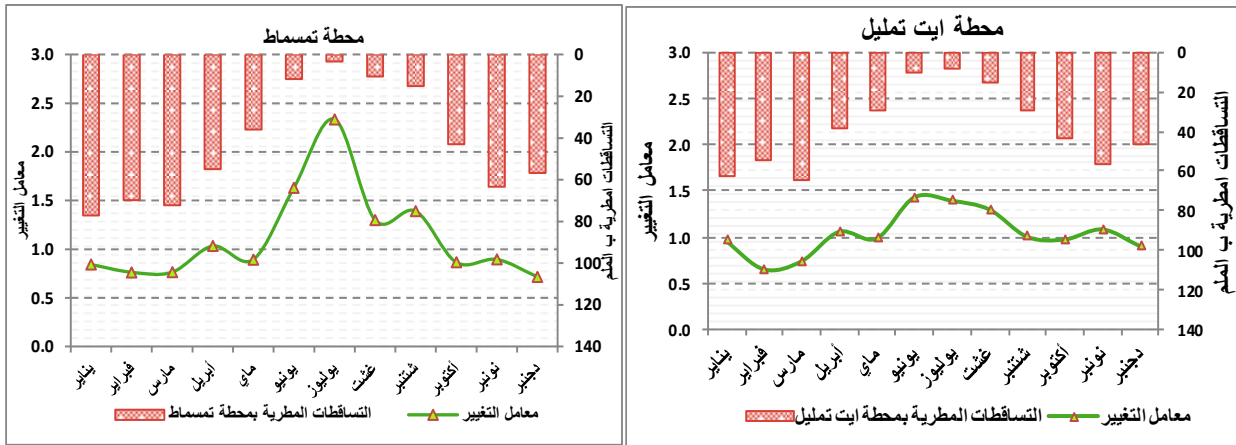 محطة تمسماط
3.0
2.5
2.0
1.5
1.0
0.5
0.0
معامل التغيير
0
20
40
60
80
100
120
140
التساقطات امطرية ب الملم
يناير
فبراير
مارس
أبريل
ماي
يونيو
يوليوز
غشت
شتنبر
أكتوبر
نونبر
دجنبر
التساقطات المطرية بمحطة تمسماط
معامل التغيير
محطة ايت تمليل
3.0
2.5
2.0
1.5
1.0
0.5
0.0
معامل التغيير
0
20
40
60
80
100
120
140
التساقطات امطرية ب الملم
يناير
فبراير
مارس
أبريل
ماي
يونيو
يوليوز
غشت
شتنبر
أكتوبر
نونبر
دجنبر
التساقطات المطرية بمحطة ايت تمليل
معامل التغيير